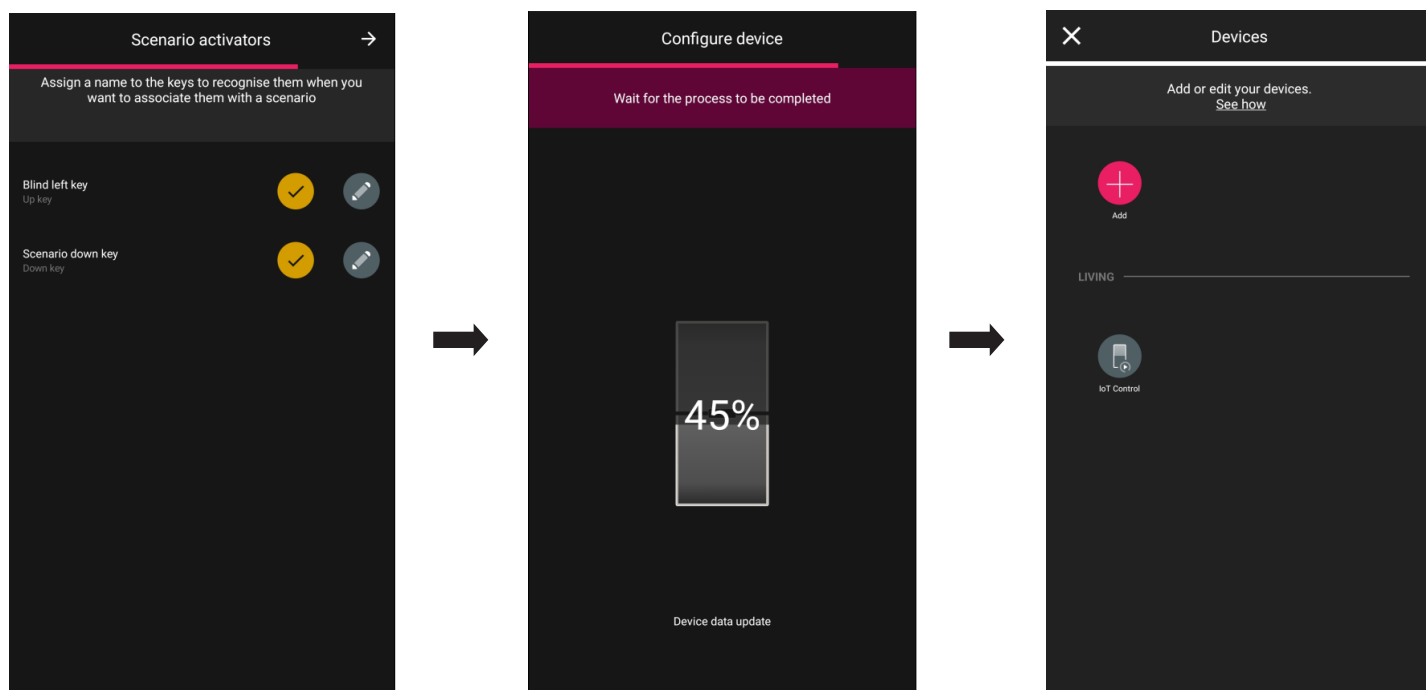 Scenario activators
Assign a name to the keys to recognise them when you
want to associate them with a scenario
Blind left key
Up key
Scenario down key
Down key
Configure device
Wait for the process to be completed
45%
Device data update
Devices
Add or edit your devices.
See how
Add
LIVING
IoT Control